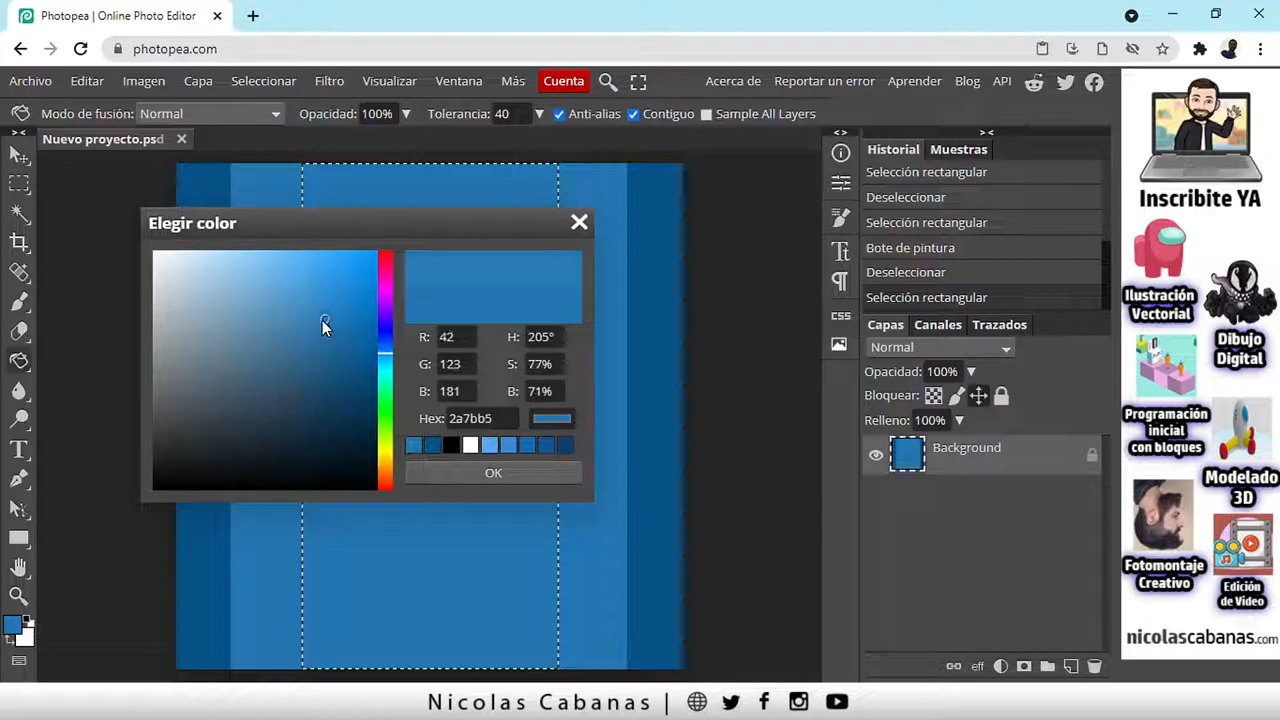 Photopea | Online Photo Editor
photopea.com
Archivo Editar Imagen Capa Seleccionar Filtro Visualizar Ventana Más Cuenta Acerca de Reportar un error Aprender Blog API
Modo de fusión: Normal Opacidad: 100% Tolerancia: 40 Anti-alias Contiguo Sample All Layers
Nuevo proyecto.psd
Elegir color
R: 42 H: 205°
G: 123 S: 77%
B: 181 B: 71%
Hex: 2a7bb5
OK
CSS
Historial Muestras
Selección rectangular
Deseleccionar
Selección rectangular
Bote de pintura
Deseleccionar
Selección rectangular
Capas Canales Trazados
Normal
Opacidad: 100%
Bloquear:
Relleno: 100%
Background
eff
Inscribite YA
Ilustración
Vectorial
Dibujo
Digital
Programación
inicial
con bloques
Modelado
3D
Fotomontaje
Creativo
Edición
de Video
nicolascabanas.com
Nicolas Cabanas |